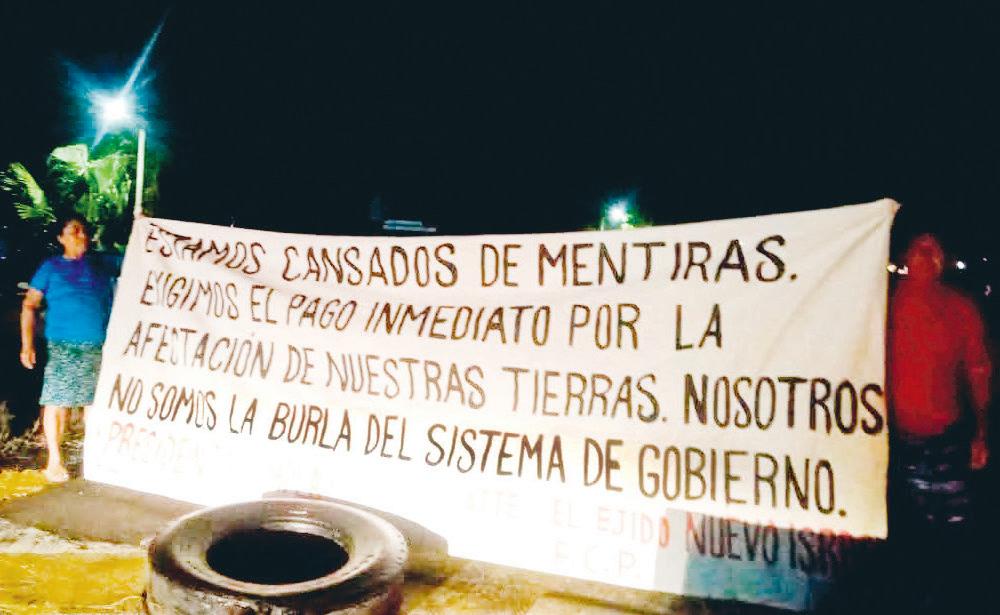 ESTAMOS CANSADOS DE MENTIRAS.
EXIGIMOS EL PAGO INMEDIATO POR LA
AFECTACIÓN DE NUESTRAS TIERRAS. NOSOTROS
NO SOMOS LA BURLA DEL SISTEMA DE GOBIERNO.
ATTE EL EJIDO NUEVO
F.C.P.